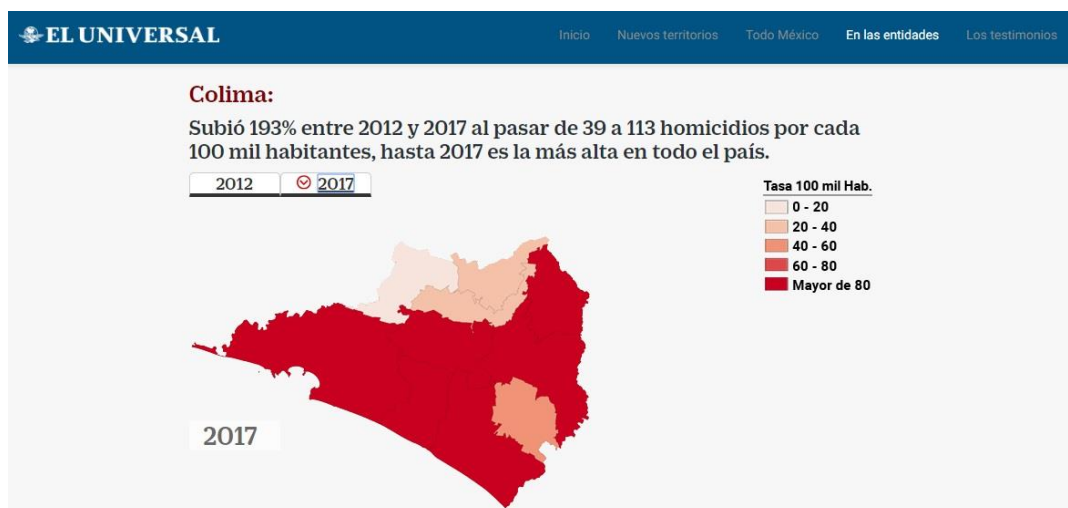 EL UNIVERSAL
Inicio Nuevos territorios Todo México En las entidades Los testimonios
Colima:
Subió 193% entre 2012 y 2017 al pasar de 39 a 113 homicidios por cada
100 mil habitantes, hasta 2017 es la más alta en todo el país.
2012 2017
Tasa 100 mil Hab.
0 - 20
20 - 40
40 - 60
60 - 80
Mayor de 80
2017